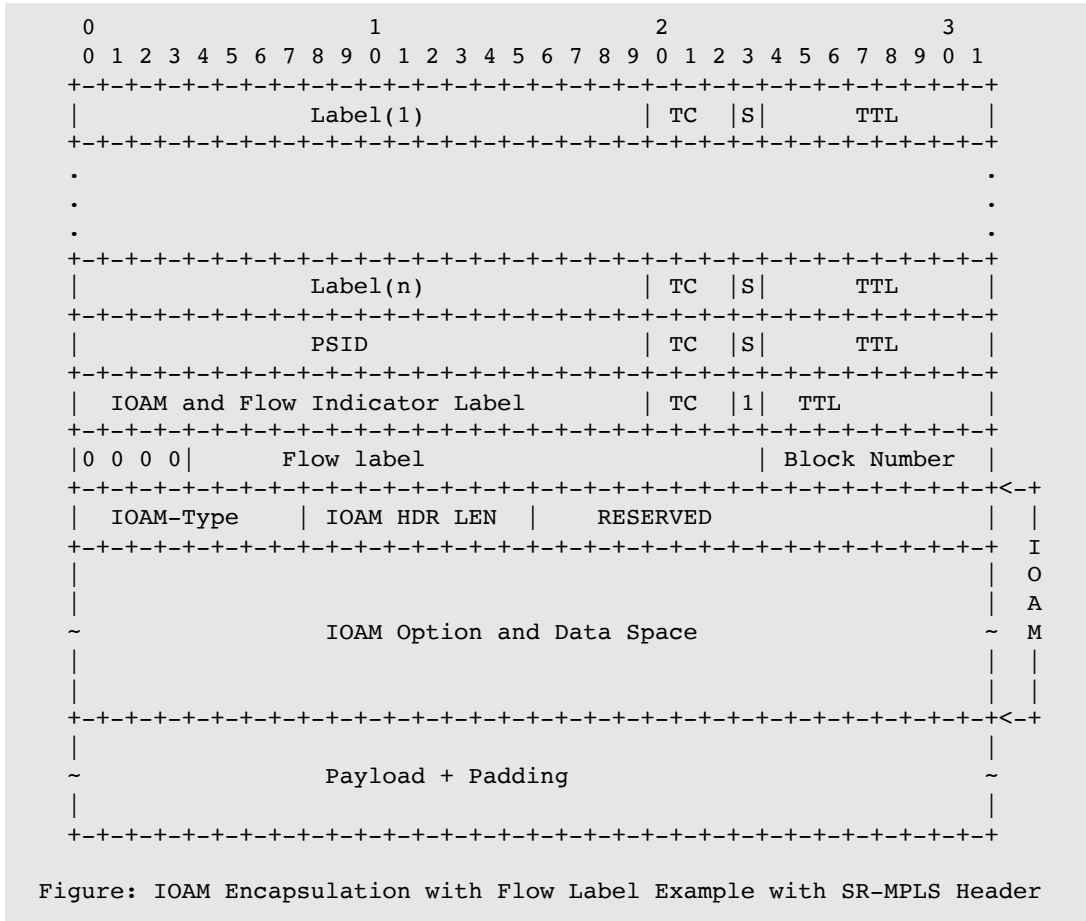 0                   1                   2                   3
 0 1 2 3 4 5 6 7 8 9 0 1 2 3 4 5 6 7 8 9 0 1 2 3 4 5 6 7 8 9 0 1
+-+-+-+-+-+-+-+-+-+-+-+-+-+-+-+-+-+-+-+-+-+-+-+-+-+-+-+-+-+-+-+-+
|                Label(1)               | TC  |S|      TTL      |
+-+-+-+-+-+-+-+-+-+-+-+-+-+-+-+-+-+-+-+-+-+-+-+-+-+-+-+-+-+-+-+-+
.                                                               .
.                                                               .
.                                                               .
+-+-+-+-+-+-+-+-+-+-+-+-+-+-+-+-+-+-+-+-+-+-+-+-+-+-+-+-+-+-+-+-+
|                Label(n)               | TC  |S|      TTL      |
+-+-+-+-+-+-+-+-+-+-+-+-+-+-+-+-+-+-+-+-+-+-+-+-+-+-+-+-+-+-+-+-+
|                PSID                   | TC  |S|      TTL      |
+-+-+-+-+-+-+-+-+-+-+-+-+-+-+-+-+-+-+-+-+-+-+-+-+-+-+-+-+-+-+-+-+
|  IOAM and Flow Indicator Label        | TC  |1|  TTL          |
+-+-+-+-+-+-+-+-+-+-+-+-+-+-+-+-+-+-+-+-+-+-+-+-+-+-+-+-+-+-+-+-+
|0 0 0 0|      Flow label                       | Block Number  |
+-+-+-+-+-+-+-+-+-+-+-+-+-+-+-+-+-+-+-+-+-+-+-+-+-+-+-+-+-+-+-+-+<-+
|  IOAM-Type    | IOAM HDR LEN  |    RESERVED                   |  |
+-+-+-+-+-+-+-+-+-+-+-+-+-+-+-+-+-+-+-+-+-+-+-+-+-+-+-+-+-+-+-+-+  I
|                                                               |  O
|                                                               |  A
~                 IOAM Option and Data Space                    ~  M
|                                                               |  |
|                                                               |  |
+-+-+-+-+-+-+-+-+-+-+-+-+-+-+-+-+-+-+-+-+-+-+-+-+-+-+-+-+-+-+-+-+<-+
|                                                               |
~                 Payload + Padding                             ~
|                                                               |
+-+-+-+-+-+-+-+-+-+-+-+-+-+-+-+-+-+-+-+-+-+-+-+-+-+-+-+-+-+-+-+-+
Figure: IOAM Encapsulation with Flow Label Example with SR-MPLS Header